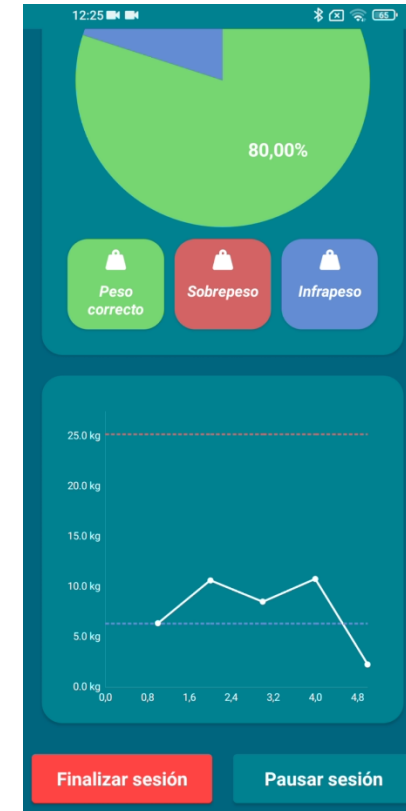 12:25
65
80,00%
Peso
correcto
Sobrepeso
Infrapeso
25.0 kg
20.0 kg
15.0 kg
10.0 kg
5.0 kg
0.0 kg
0,0 0,8 1,6 2,4 3,2 4,0 4,8
Finalizar sesión
Pausar sesión